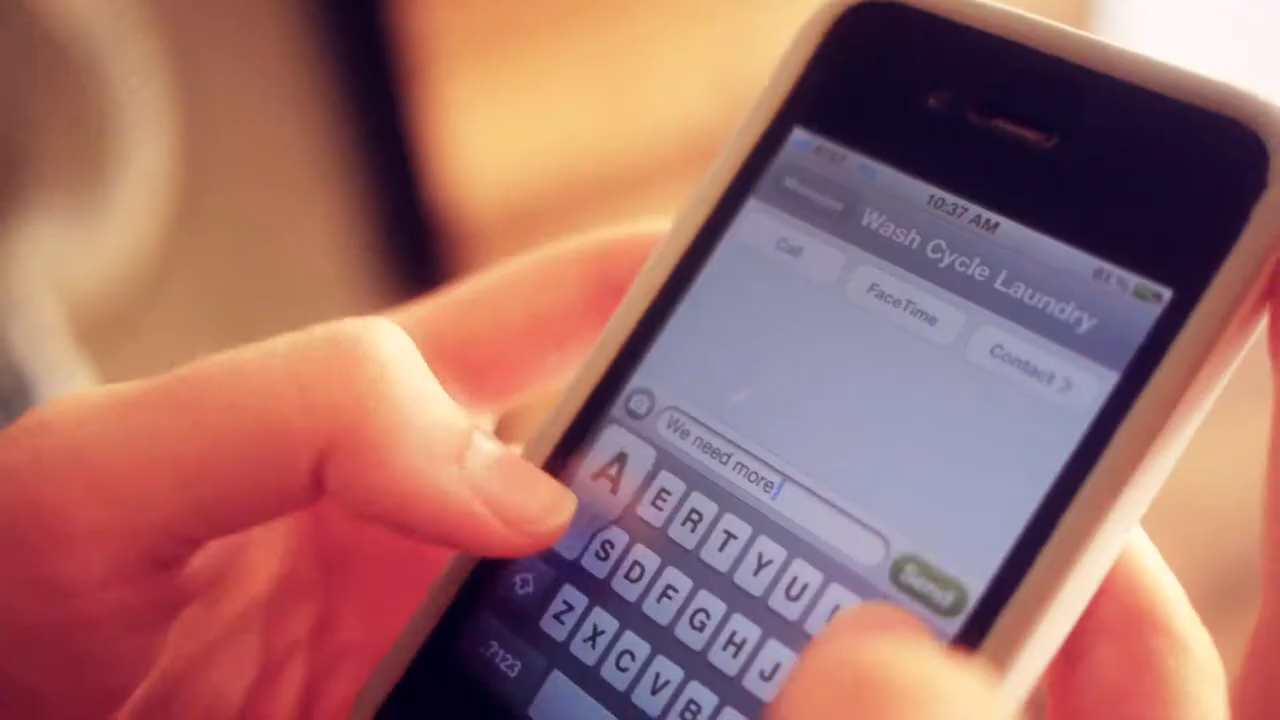 10:37 AM
Wash Cycle Laundry
Call
FaceTime
Contact
We need more
Send
A
E R T Y U
S D F G H J
Z X C V B
.?123